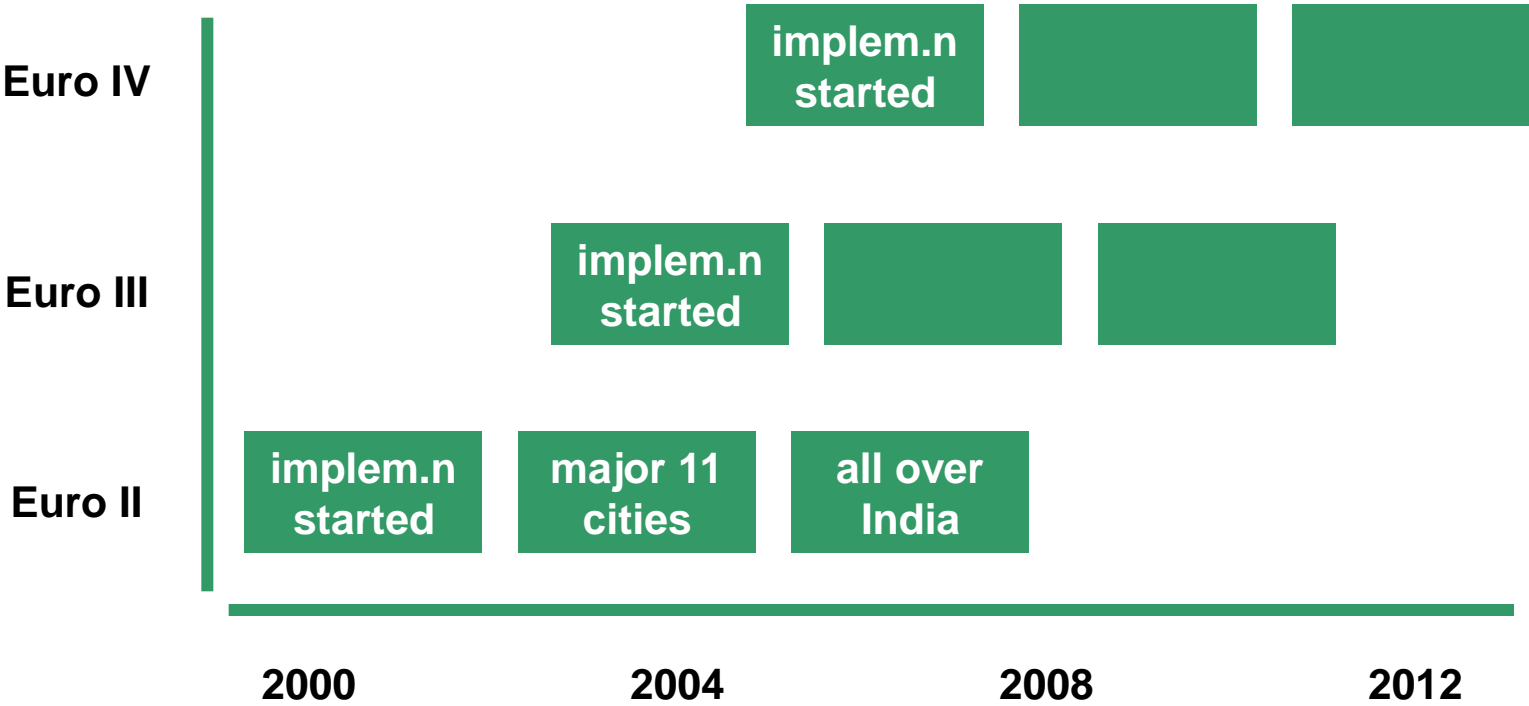 Euro IV
implem.n
started
Euro III
implem.n
started
Euro II
implem.n
started
major 11
cities
all over
India
2000
2004
2008
2012